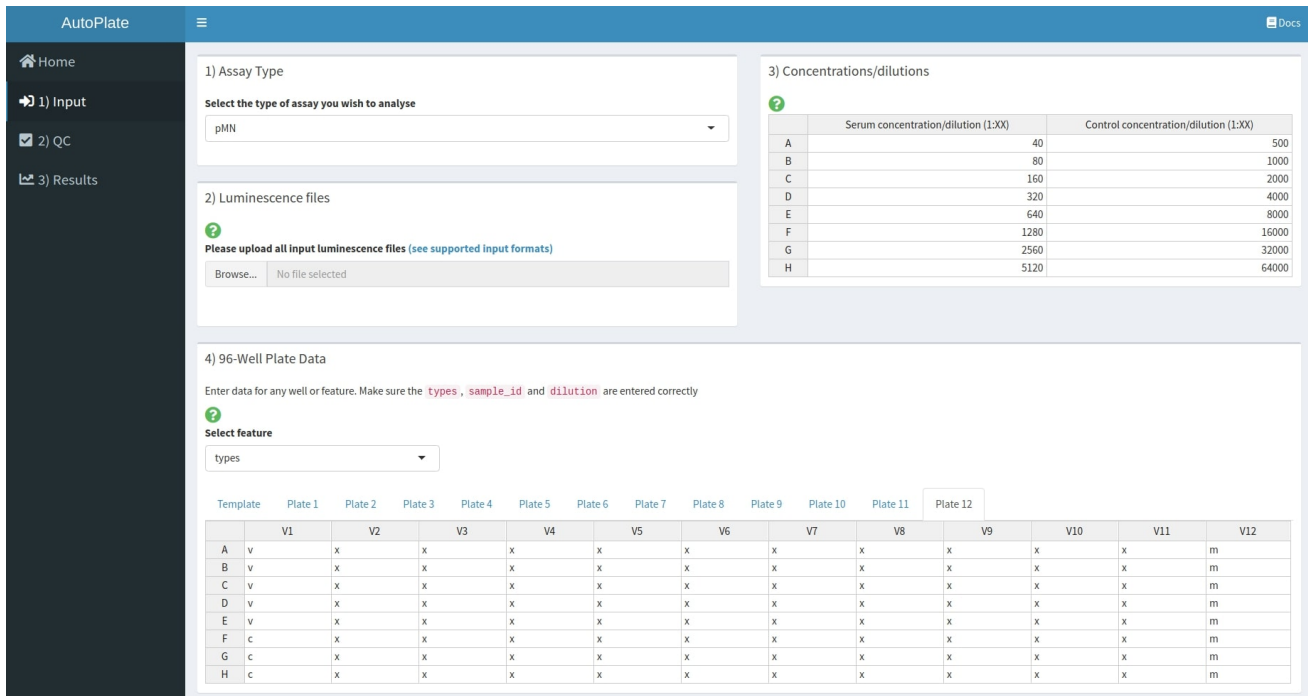 AutoPlate
Docs
Home
1) Input
2) QC
3) Results
1) Assay Type
Select the type of assay you wish to analyse
pMN
2) Luminescence files
?
Please upload all input luminescence files (see supported input formats)
Browse... No file selected
3) Concentrations/dilutions
?
Serum concentration/dilution (1:XX) Control concentration/dilution (1:XX)
A 40 500
B 80 1000
C 160 2000
D 320 4000
E 640 8000
F 1280 16000
G 2560 32000
H 5120 64000
4) 96-Well Plate Data
Enter data for any well or feature. Make sure the types, sample_id and dilution are entered correctly
?
Select feature
types
Template Plate 1 Plate 2 Plate 3 Plate 4 Plate 5 Plate 6 Plate 7 Plate 8 Plate 9 Plate 10 Plate 11 Plate 12
V1 V2 V3 V4 V5 V6 V7 V8 V9 V10 V11 V12
A v x x x x x x x x x x m
B v x x x x x x x x x x m
C v x x x x x x x x x x m
D v x x x x x x x x x x m
E v x x x x x x x x x x m
F c x x x x x x x x x x m
G c x x x x x x x x x x m
H c x x x x x x x x x x m